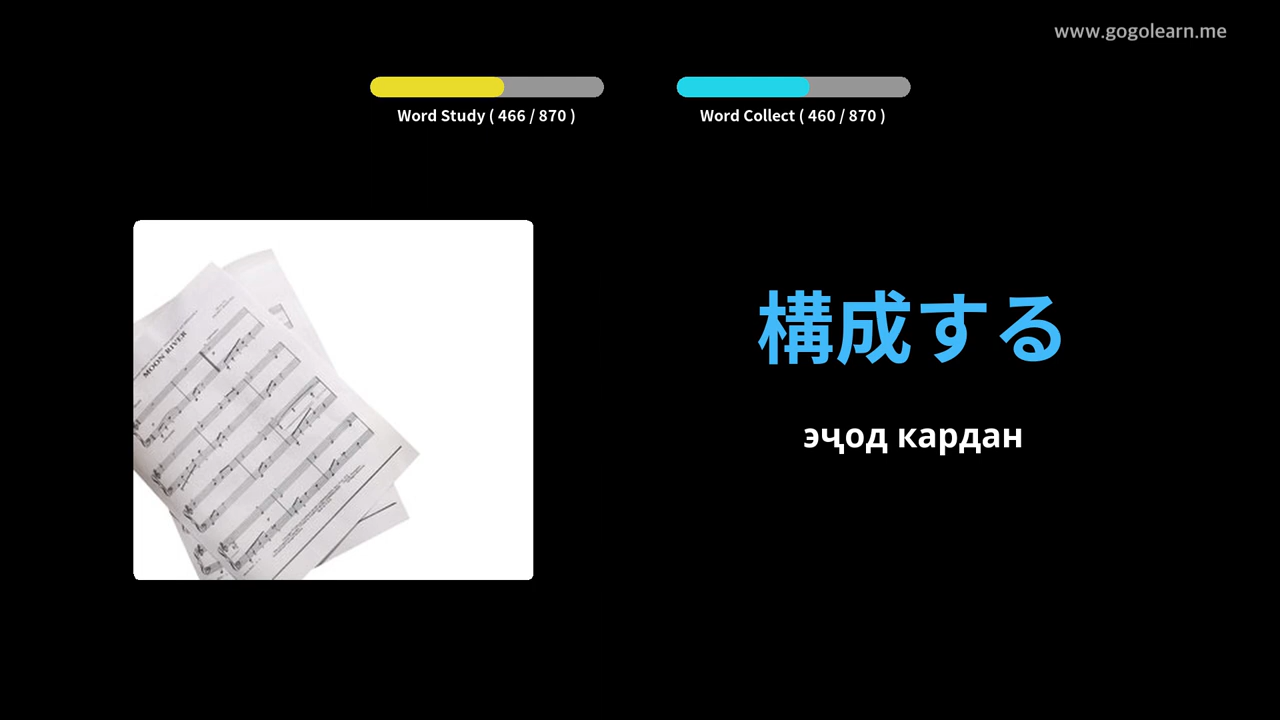 www.gogolearn.me
Word Study ( 466 / 870 )
Word Collect ( 460 / 870 )
MOON RIVER
構成する
эҷод кардан